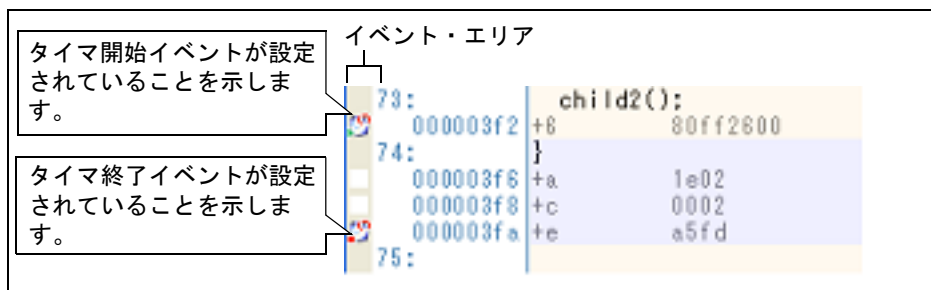 イベント・エリア
タイマ開始イベントが設定
されていることを示しま
す。
タイマ終了イベントが設定
されていることを示しま
す。
73: child2();
000003f2 +6 80ff2600
74: }
000003f6 +a 1e02
000003f8 +c 0002
000003fa +e a5fd
75: